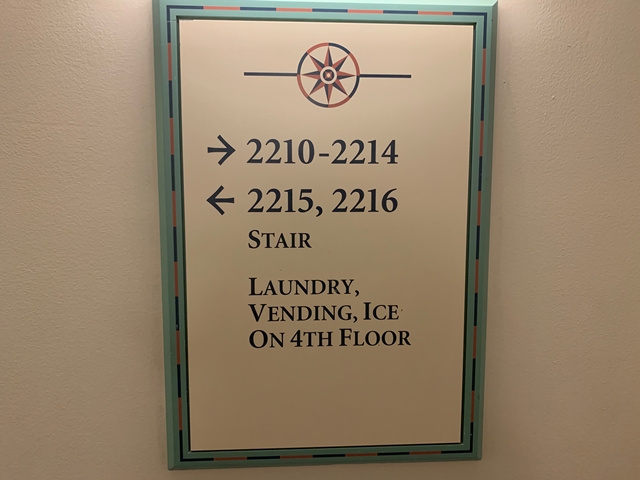 → 2210-2214
← 2215, 2216
STAIR
LAUNDRY,
VENDING, ICE
ON 4TH FLOOR